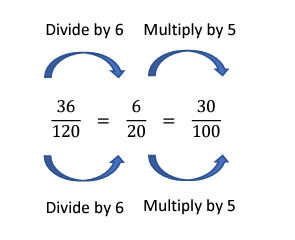 Divide by 6 Multiply by 5
36/120 = 6/20 = 30/100
Divide by 6 Multiply by 5